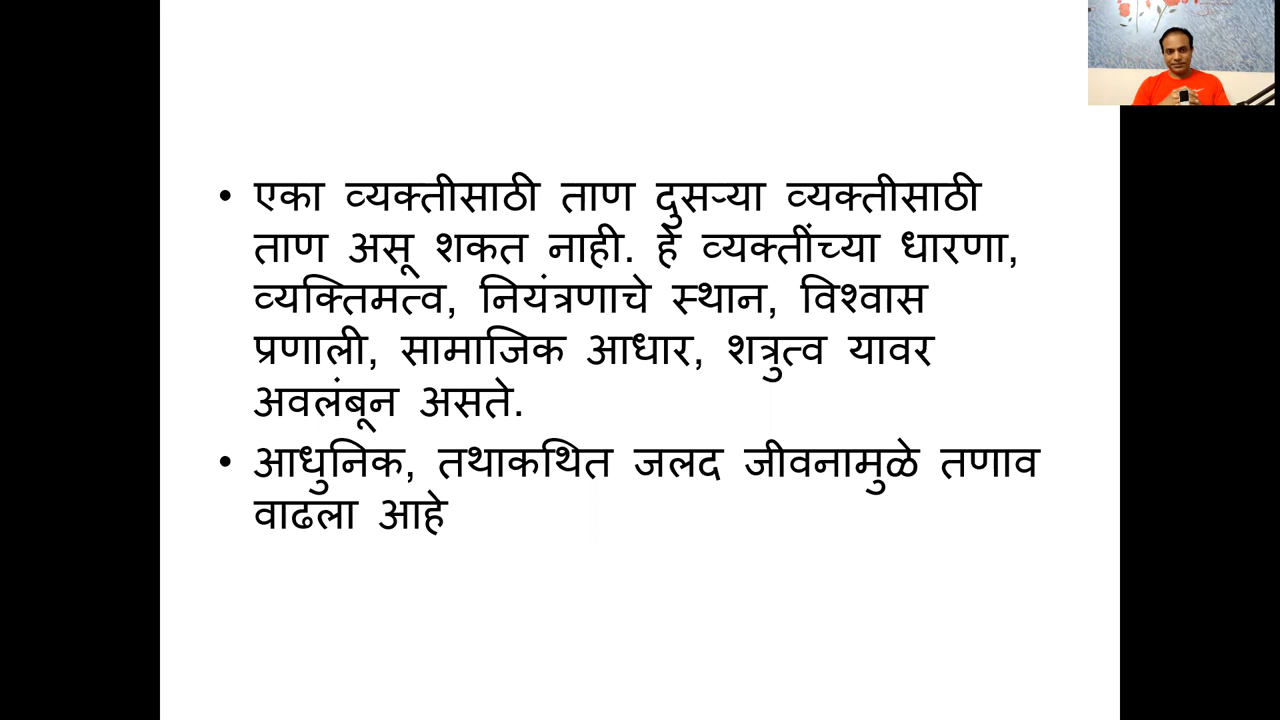 • एका व्यक्तीसाठी ताण दुसऱ्या व्यक्तीसाठी
ताण असू शकत नाही. हे व्यक्तींच्या धारणा,
व्यक्तिमत्व, नियंत्रणाचे स्थान, विश्वास
प्रणाली, सामाजिक आधार, शत्रुत्व यावर
अवलंबून असते.
• आधुनिक, तथाकथित जलद जीवनामुळे तणाव
वाढला आहे